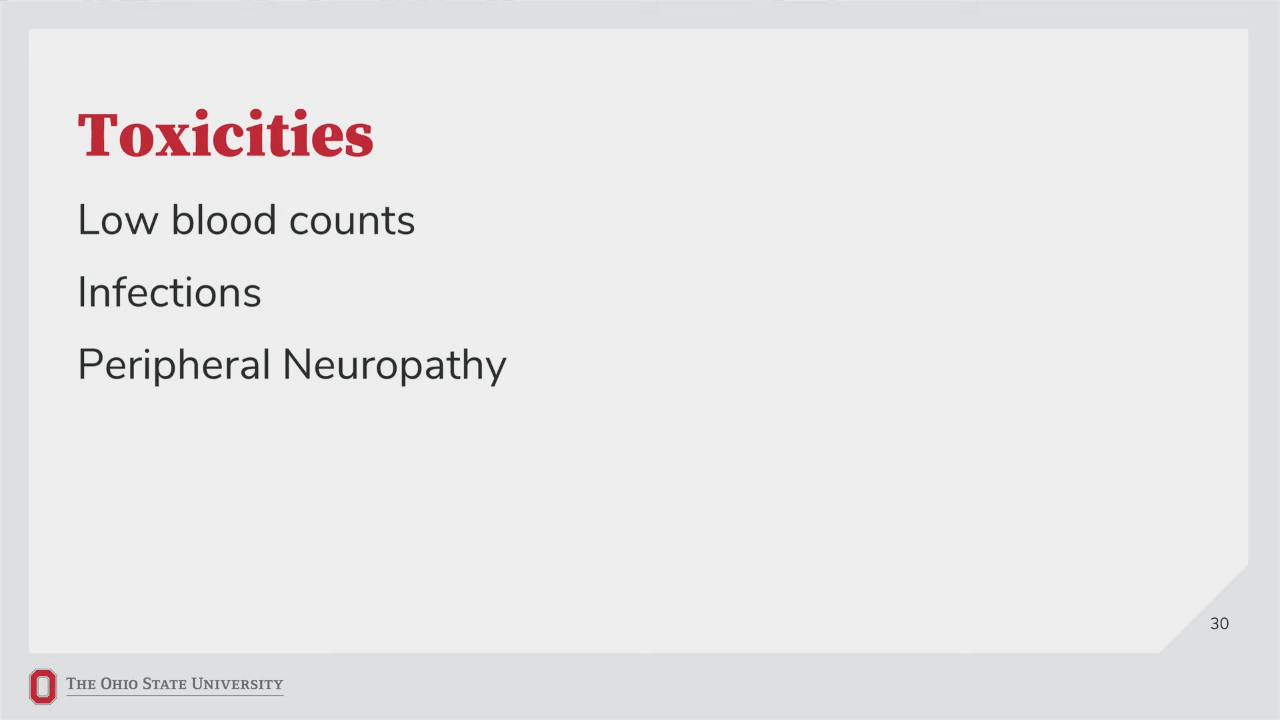 Toxicities
Low blood counts
Infections
Peripheral Neuropathy
30
The Ohio State University